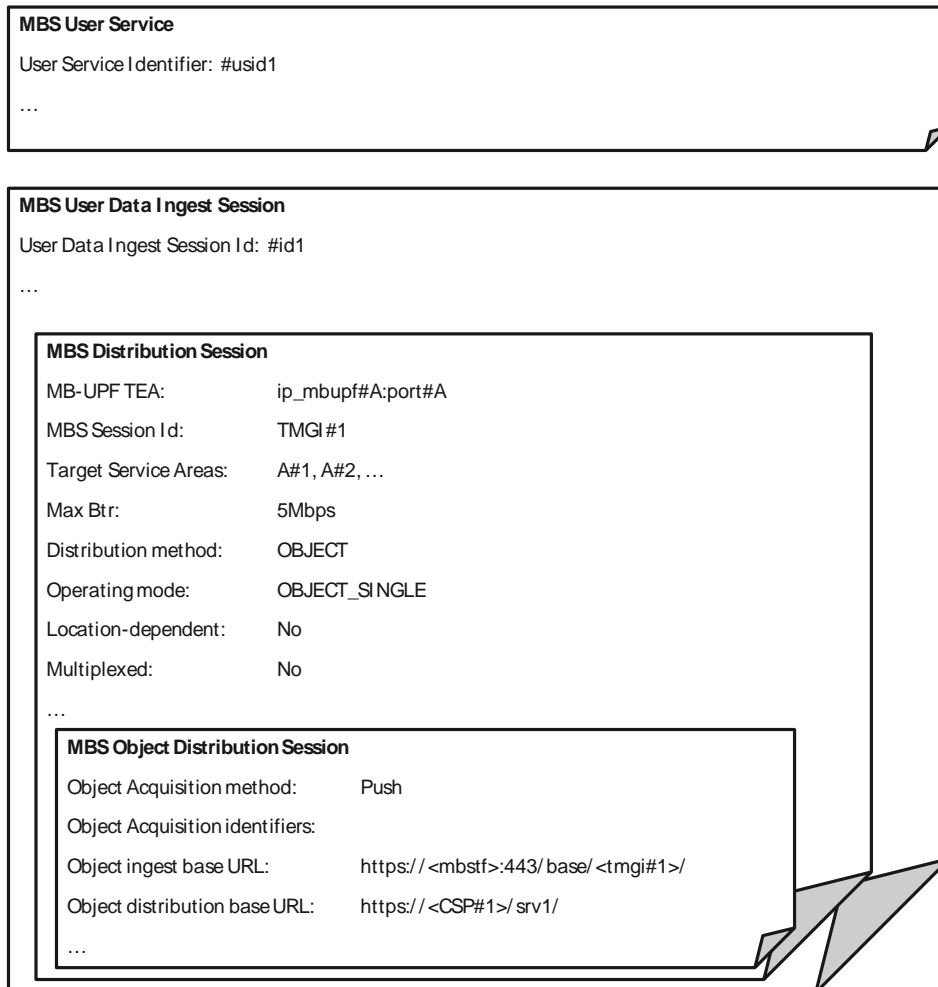 MBS User Service
User Service Identifier: #usid1
…
MBS User Data Ingest Session
User Data Ingest Session Id: #id1
…
MBS Distribution Session
MB-UPF TEA: ip_mbupf#A:port#A
MBS Session Id: TMGI#1
Target Service Areas: A#1, A#2, …
Max Btr: 5Mbps
Distribution method: OBJECT
Operating mode: OBJECT_SINGLE
Location-dependent: No
Multiplexed: No
…
MBS Object Distribution Session
Object Acquisition method: Push
Object Acquisition identifiers:
Object ingest base URL: https://<mbstf>:443/base/<tmgi#1>/
Object distribution base URL: https://<CSP#1>/srv1/
…